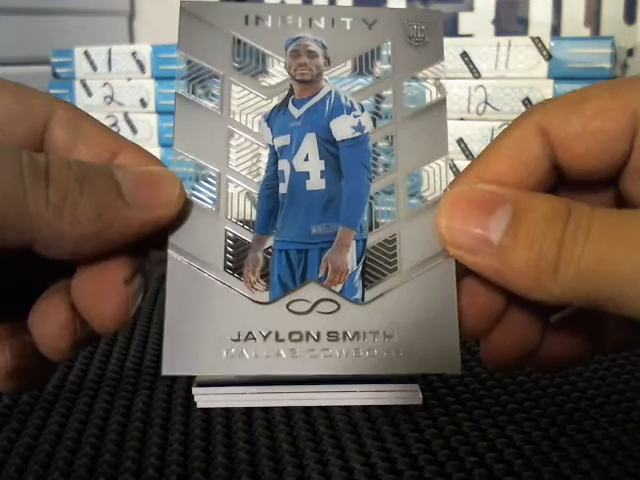 INFINITY
RC
1
11
2
12
3
54
JAYLON SMITH
DALLAS COWBOYS